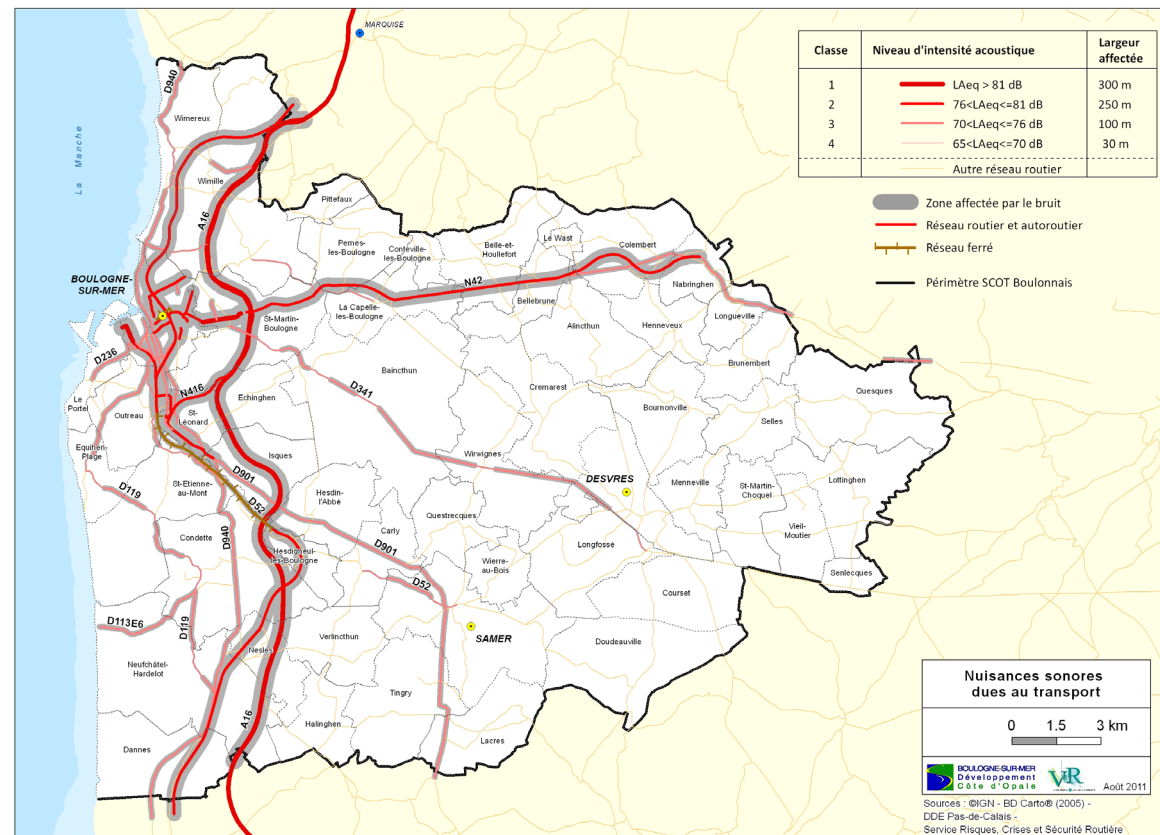 MARQUISE
Classe Niveau d'intensité acoustique Largeur affectée
1 LAeq > 81 dB 300 m
2 76<LAeq<=81 dB 250 m
3 70<LAeq<=76 dB 100 m
4 65<LAeq<=70 dB 30 m
Autre réseau routier
Zone affectée par le bruit
Réseau routier et autoroutier
Réseau ferré
Périmètre SCOT Boulonnais
La Manche
D940
Wimereux
Wimille
A16
Pittefaux
Pernes-
les-Boulogne
Contéville-
les-Boulogne
Belle-et-
Houllefort
Le Wast
Colembert
BOULOGNE-
SUR-MER
N42
Nabringhen
Bellebrune
La Capelle-
les-Boulogne
St-Martin-
Boulogne
Alincthun
Henneveux
Longueville
Brunembert
D236
Baincthun
Cremarest
Quesques
Le
Portel
Outreau
N416
St-
Léonard
Echinghen
D341
Bournonville
Selles
Equihen-
Plage
Isques
Wirwignes
D901
St-Etienne-
au-Mont
D52
D119
Hesdin-
l'Abbé
DESVRES
Menneville
St-Martin-
Choquel
Lottinghen
Questrecques
Carly
Condette
D940
Hesdigneul-
les-Boulogne
D901
Longfossé
Vieil-
Moutier
Wierre-
au-Bois
Senlecques
D52
Courset
D113E6
D119
SAMER
Verlincthun
Doudeauville
Nesles
Neufchâtel-
Hardelot
Tingry
A16
Halinghen
Lacres
Dannes
Nuisances sonores
dues au transport
0 1.5 3 km
BOULOGNE-SUR-MER
Développement
Côte d'Opale
Août 2011
Sources : ©IGN - BD Carto® (2005) -
DDE Pas-de-Calais -
Service Risques, Crises et Sécurité Routière